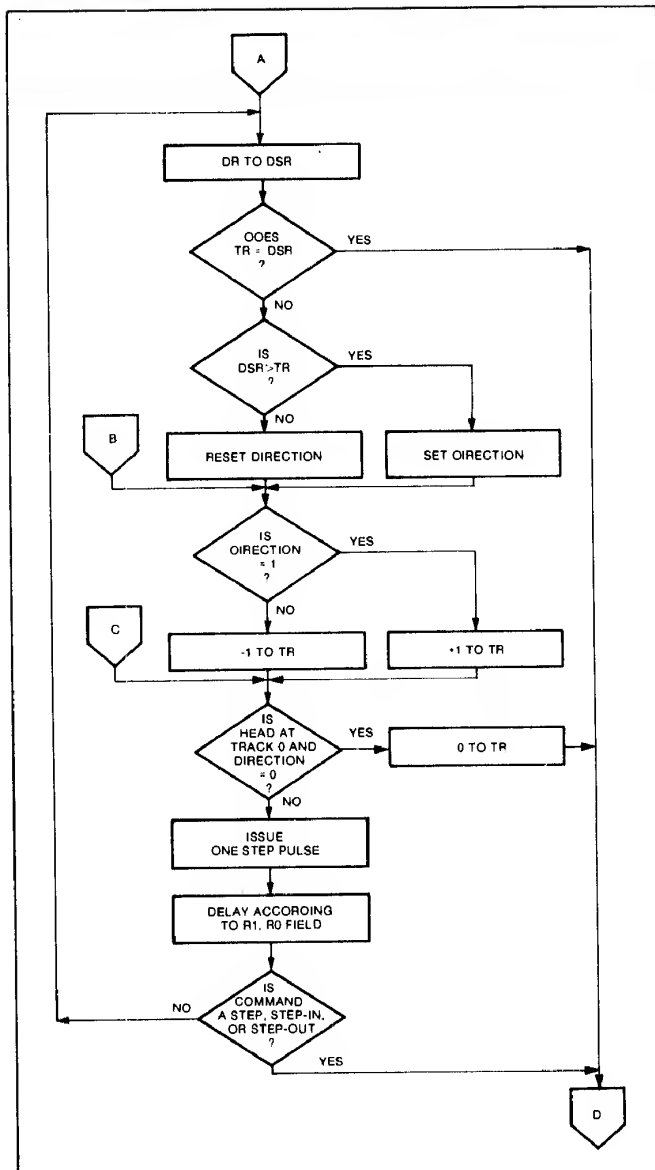 A
DR TO DSR
OOES
TR = DSR
?
YES
NO
IS
DSR>TR
?
YES
NO
B
RESET DIRECTION
SET OIRECTION
IS
OIRECTION
= 1
?
YES
NO
C
-1 TO TR
+1 TO TR
IS
HEAD AT
TRACK 0 AND
DIRECTION
= 0
?
YES
0 TO TR
NO
ISSUE
ONE STEP PULSE
DELAY ACCOROING
TO R1, R0 FIELD
IS
COMMAND
A STEP, STEP-IN,
OR STEP-OUT
?
NO
YES
D